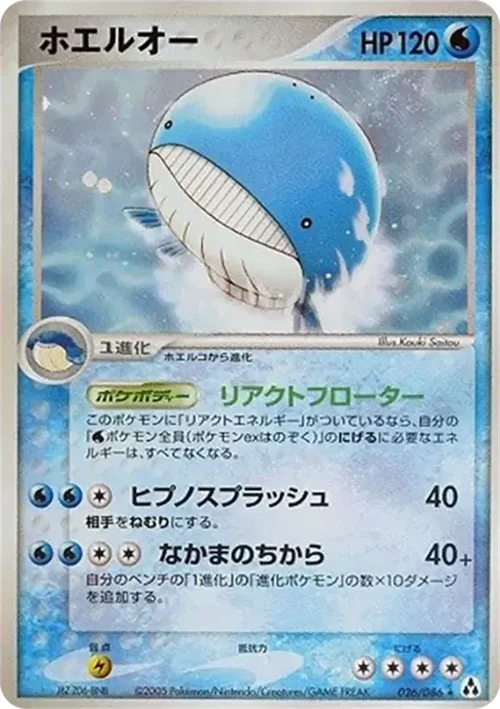 ホエルオー HP120
Illus.Kouki Saitou
1進化
ホエルコから進化
ポケボディー リアクトフローター
このポケモンに「リアクトエネルギー」がついているなら、自分の
「ポケモン全員(ポケモンexはのぞく)」のにげるに必要なエネ
ルギーは、すべてなくなる。
ヒプノスプラッシュ 40
相手をねむりにする。
なかまのちから 40+
自分のベンチの「1進化」の「進化ポケモン」の数×10ダメージ
を追加する。
弱点 抵抗力 にげる
©2005 Pokémon/Nintendo/Creatures/GAME FREAK. 026/086 ★